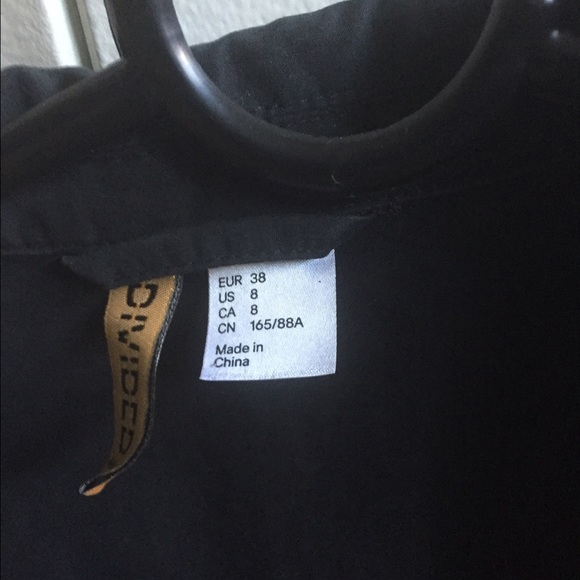 DIVIDED
EUR 38
US 8
CA 8
CN 165/88A
Made in
China